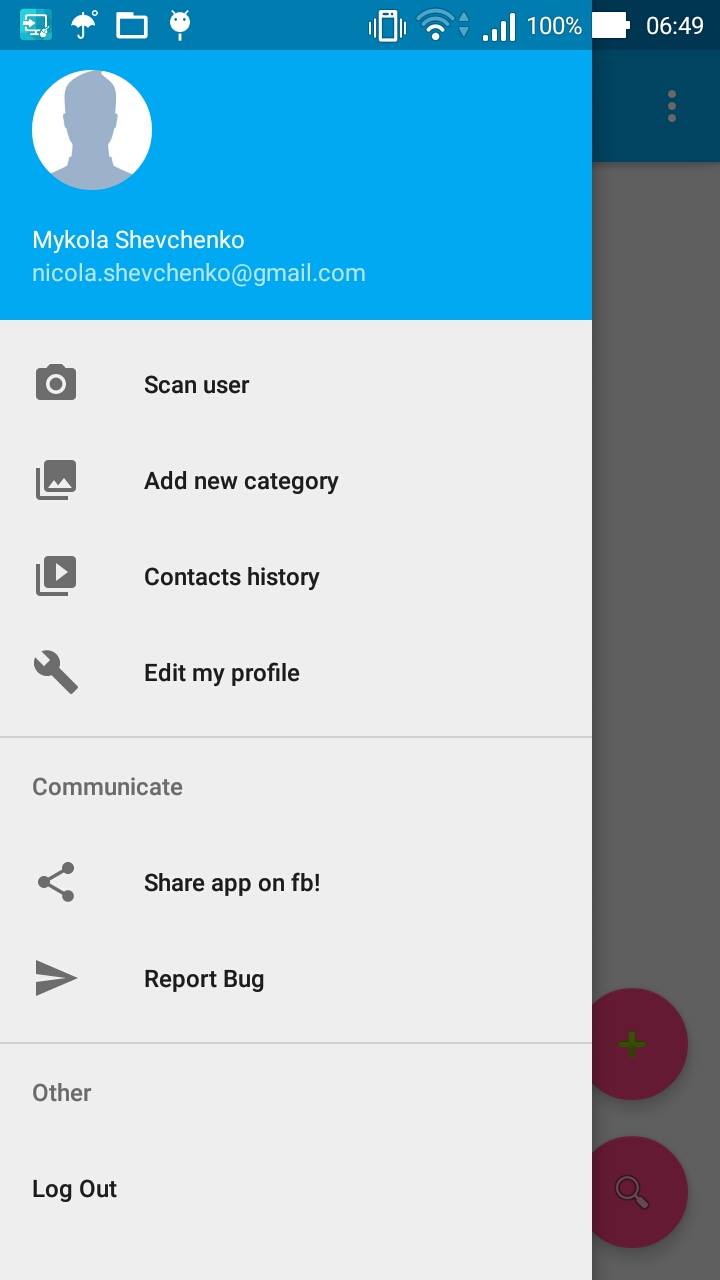 100% 06:49
Mykola Shevchenko
nicola.shevchenko@gmail.com
Scan user
Add new category
Contacts history
Edit my profile
Communicate
Share app on fb!
Report Bug
Other
Log Out